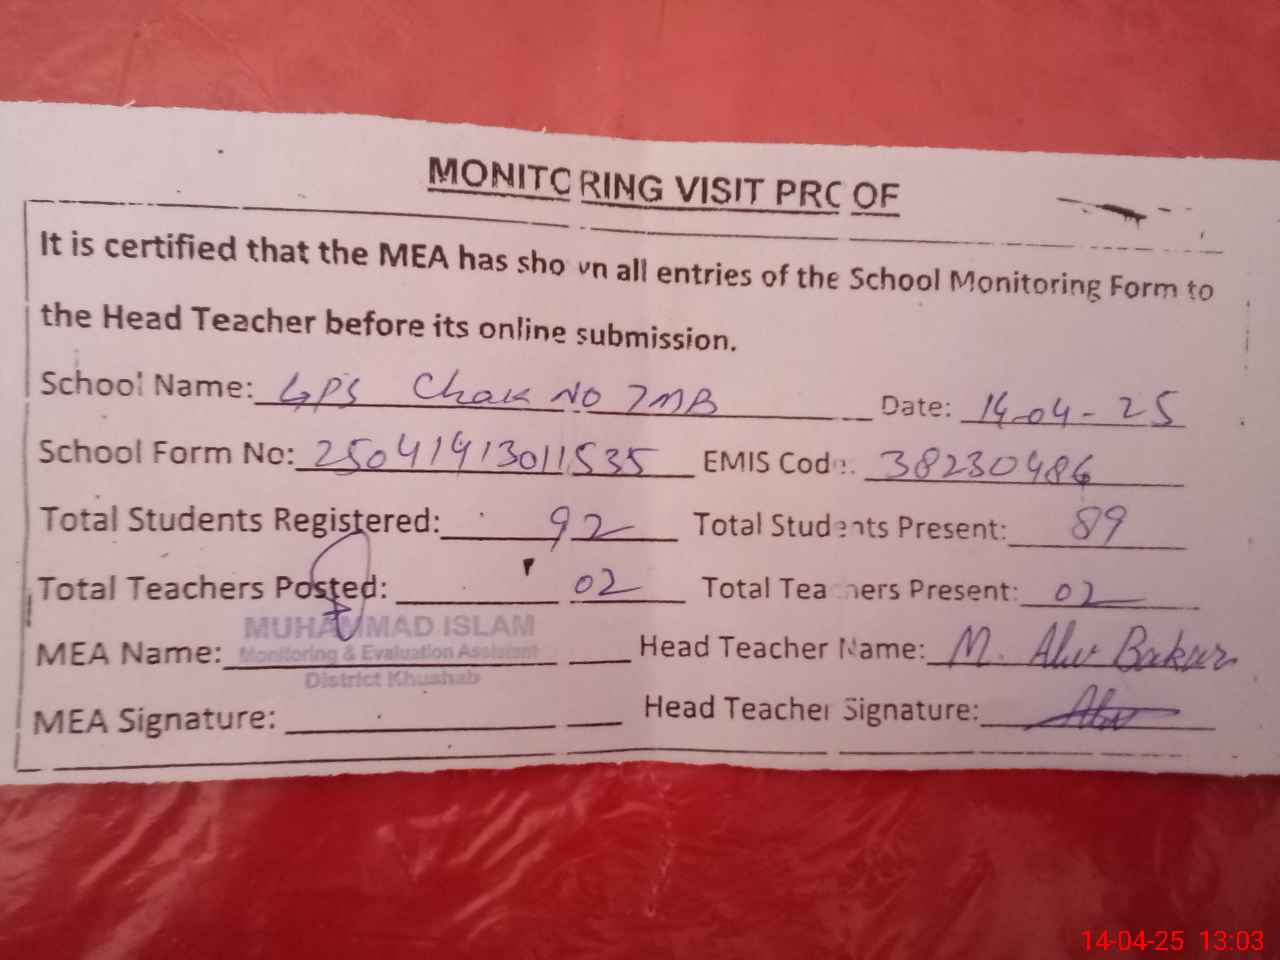 MONITORING VISIT PROOF
It is certified that the MEA has shown all entries of the School Monitoring Form to
the Head Teacher before its online submission.
School Name: GPS Chak NO 7MB Date: 14-04-25
School Form No: 25041413011535 EMIS Code: 38230486
Total Students Registered: 92 Total Students Present: 89
Total Teachers Posted: 02 Total Teachers Present: 02
MUHAMMAD ISLAM
MEA Name: Monitoring & Evaluation Assistant Head Teacher Name: M. Abu Bakar
District Khushab
MEA Signature: Head Teacher Signature: Abu
14-04-25 13:03